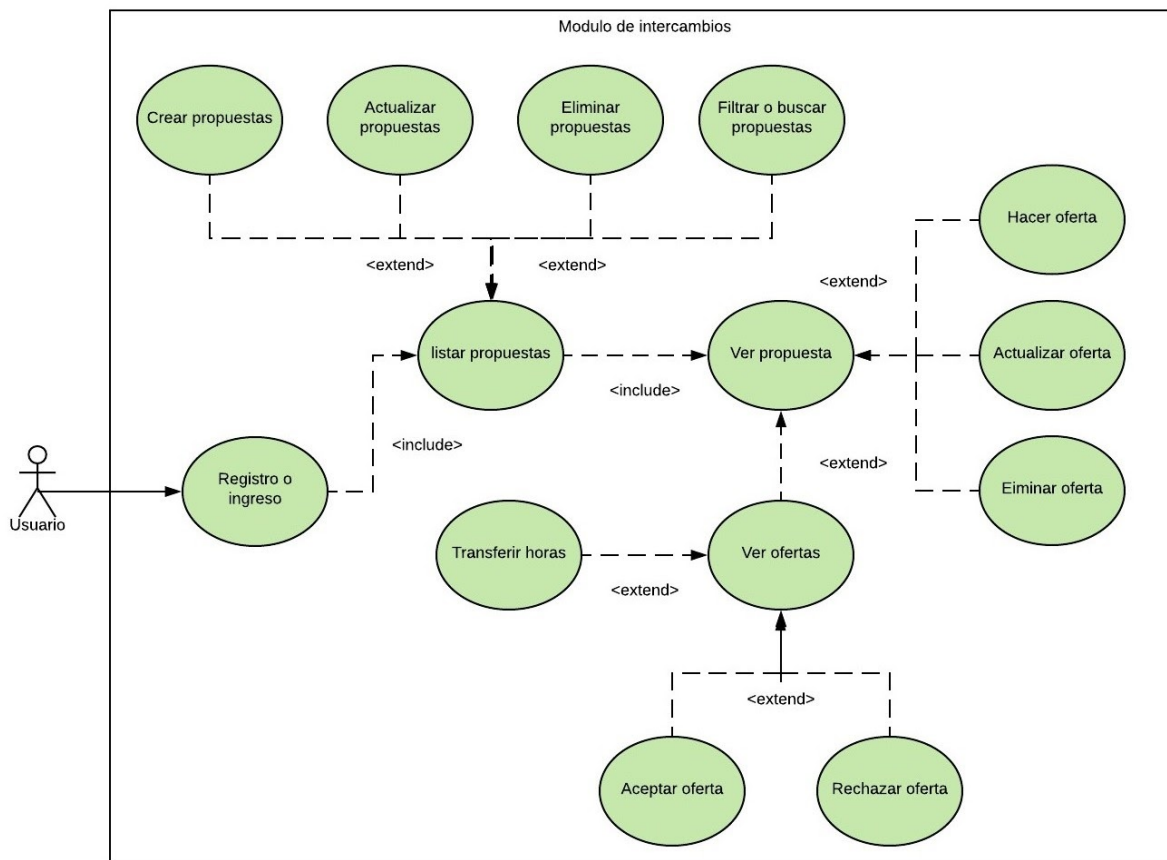 Modulo de intercambios
Crear propuestas
Actualizar
propuestas
Eliminar
propuestas
Filtrar o buscar
propuestas
Hacer oferta
<extend>
<extend>
<extend>
listar propuestas
Ver propuesta
Actualizar oferta
<include>
<include>
<extend>
Registro o
ingreso
Eiminar oferta
Usuario
Transferir horas
Ver ofertas
<extend>
<extend>
Aceptar oferta
Rechazar oferta